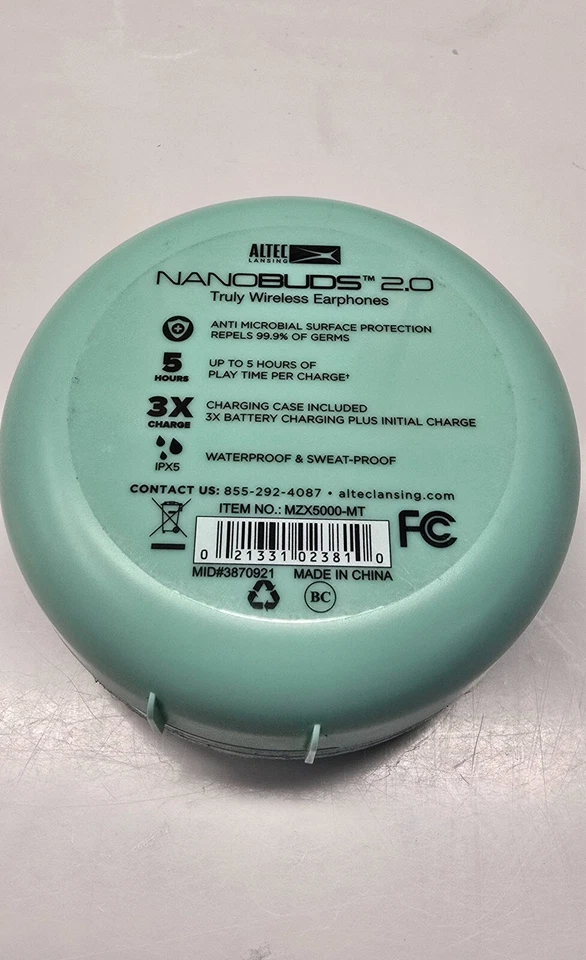 ALTEC
LANSING
NANOBUDS™ 2.0
Truly Wireless Earphones
ANTI MICROBIAL SURFACE PROTECTION
REPELS 99.9% OF GERMS
5
HOURS
UP TO 5 HOURS OF
PLAY TIME PER CHARGE†
3X
CHARGE
CHARGING CASE INCLUDED
3X BATTERY CHARGING PLUS INITIAL CHARGE
IPX5
WATERPROOF & SWEAT-PROOF
CONTACT US: 855-292-4087 • alteclansing.com
ITEM NO.: MZX5000-MT
FC
0 21331 02381 0
MID#3870921 MADE IN CHINA
BC